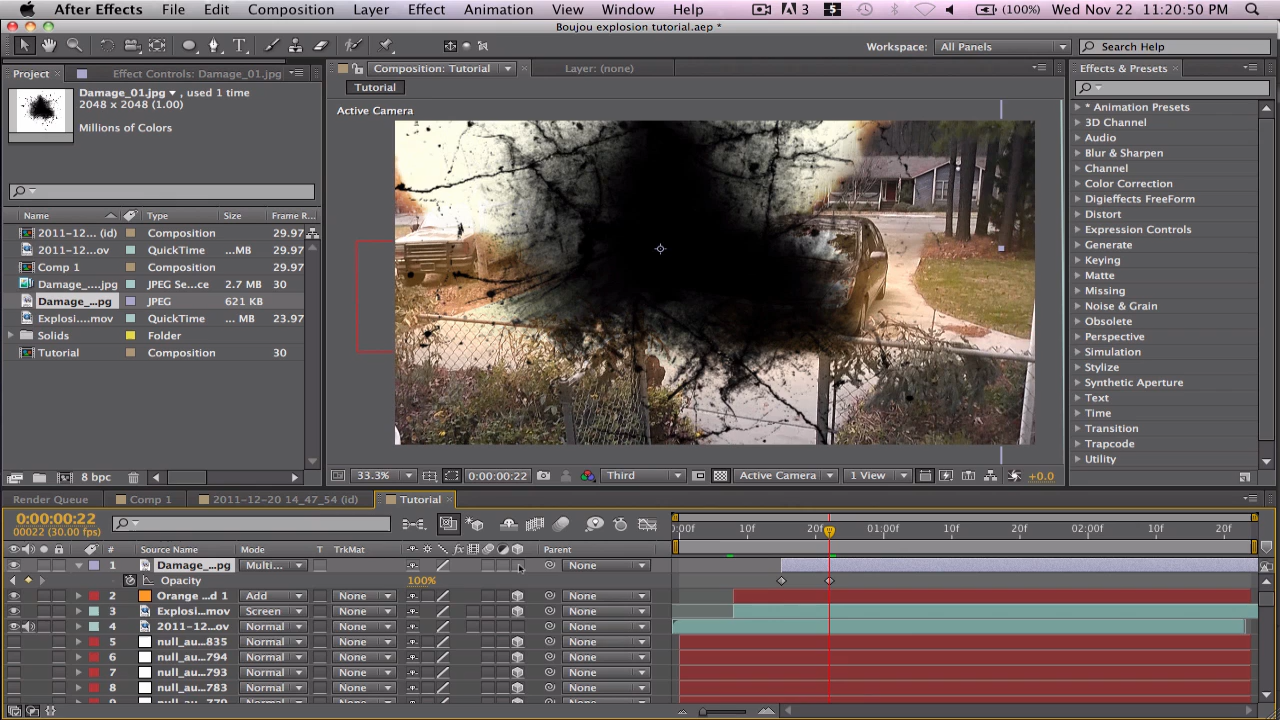 After Effects File Edit Composition Layer Effect Animation View Window Help 3 5 (100%) Wed Nov 22 11:20:50 PM
Boujou explosion tutorial.aep *
Workspace: All Panels Search Help
Project Effect Controls: Damage_01.jpg Composition: Tutorial Layer: (none) Effects & Presets
Damage_01.jpg , used 1 time
2048 x 2048 (1.00)
Millions of Colors
Tutorial
Active Camera
Name Type Size Frame R...
2011-12... (id) Composition 29.97
2011-12...ov QuickTime ...MB 29.97
Comp 1 Composition 29.97
Damage_....jpg JPEG Se...ce 2.7 MB 30
Damage_...pg JPEG 621 KB
Explosi....mov QuickTime ... MB 23.97
Solids Folder
Tutorial Composition 30
8 bpc
* Animation Presets
3D Channel
Audio
Blur & Sharpen
Channel
Color Correction
Digieffects FreeForm
Distort
Expression Controls
Generate
Keying
Matte
Missing
Noise & Grain
Obsolete
Perspective
Simulation
Stylize
Synthetic Aperture
Text
Time
Transition
Trapcode
Utility
33.3% 0:00:00:22 Third Active Camera 1 View +0.0
Render Queue Comp 1 2011-12-20 14_47_54 (id) Tutorial
0:00:00:22
00022 (30.00 fps)
:00f 10f 20f 01:00f 10f 20f 02:00f 10f 20f
# Source Name Mode T TrkMat fx Parent
1 Damage_...pg Multi... None
Opacity 100%
2 Orange ...d 1 Add None None
3 Explosi...mov Screen None None
4 2011-12...ov Normal None None
5 null_au...835 Normal None None
6 null_au...794 Normal None None
7 null_au...793 Normal None None
8 null_au...783 Normal None None